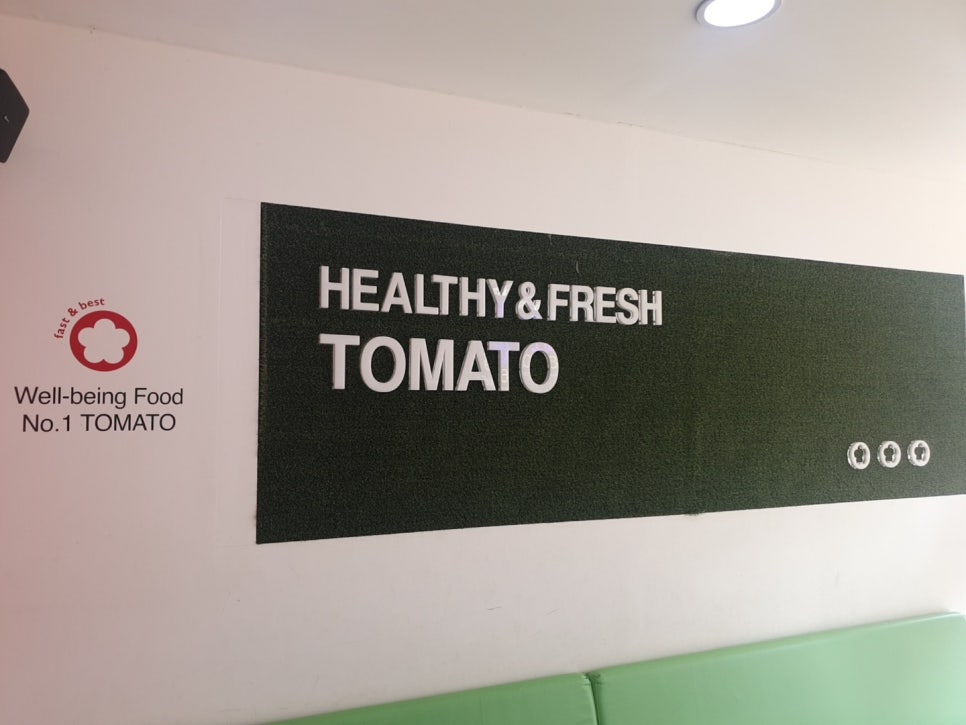 fast & best
Well-being Food
No.1 TOMATO
HEALTHY&FRESH
TOMATO